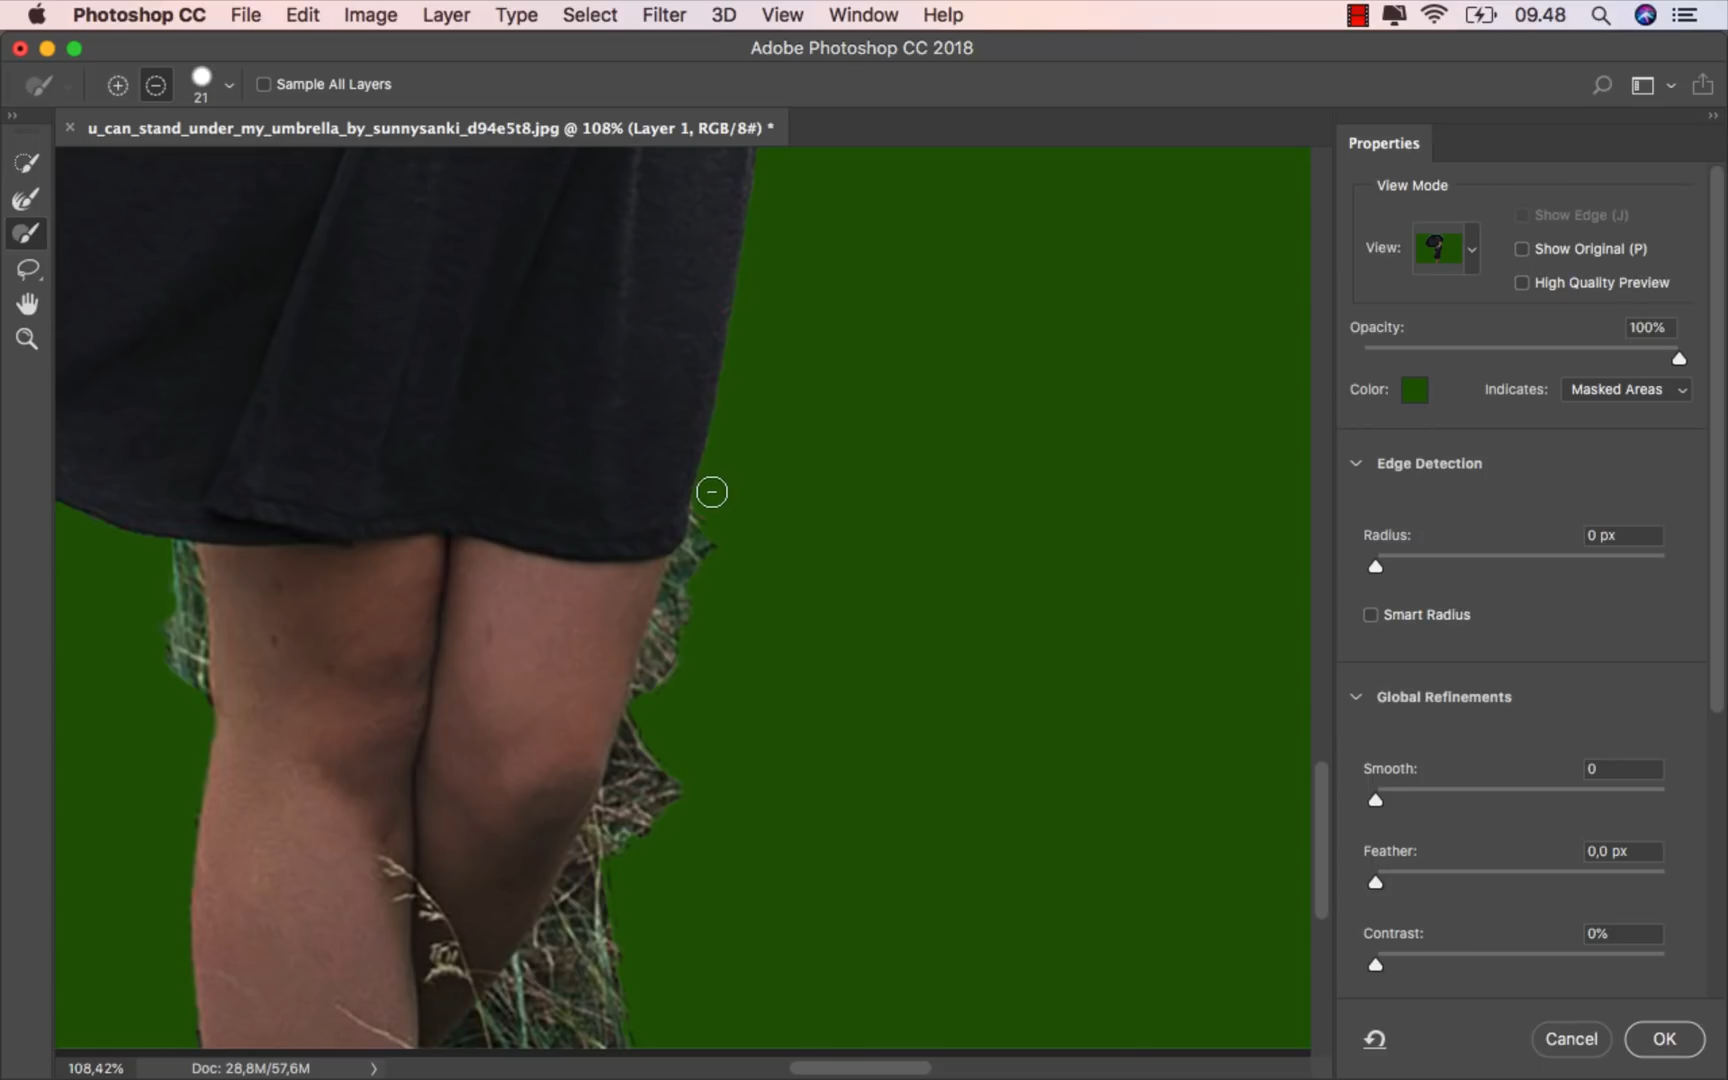 Photoshop CC File Edit Image Layer Type Select Filter 3D View Window Help 09.48
Adobe Photoshop CC 2018
21
Sample All Layers
u_can_stand_under_my_umbrella_by_sunnysanki_d94e5t8.jpg @ 108% (Layer 1, RGB/8#) *
Properties
View Mode
Show Edge (J)
View:
Show Original (P)
High Quality Preview
Opacity: 100%
Color: Indicates: Masked Areas
Edge Detection
Radius: 0 px
Smart Radius
Global Refinements
Smooth: 0
Feather: 0,0 px
Contrast: 0%
Cancel OK
108,42% Doc: 28,8M/57,6M